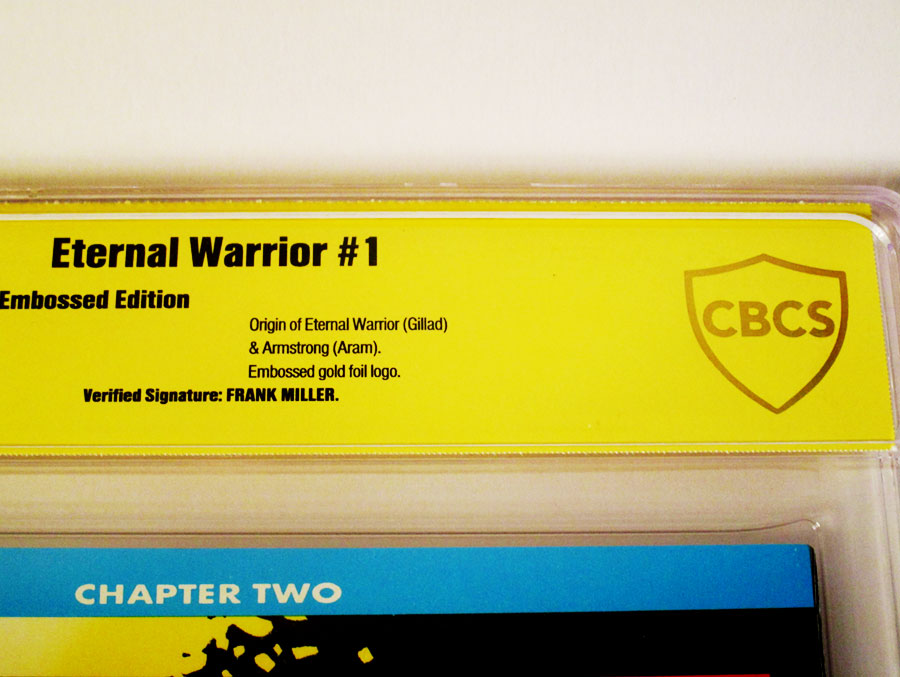 Eternal Warrior #1
Embossed Edition
Origin of Eternal Warrior (Gillad)
& Armstrong (Aram).
Embossed gold foil logo.
Verified Signature: FRANK MILLER.
CBCS
CHAPTER TWO